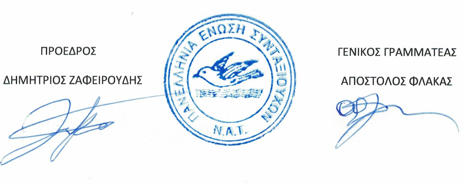 ΠΡΟΕΔΡΟΣ
ΔΗΜΗΤΡΙΟΣ ΖΑΦΕΙΡΟΥΔΗΣ
ΠΑΝΕΛΛΗΝΙΑ ΕΝΩΣΗ ΣΥΝΤΑΞΙΟΥΧΩΝ
Ν.Α.Τ.
ΓΕΝΙΚΟΣ ΓΡΑΜΜΑΤΕΑΣ
ΑΠΟΣΤΟΛΟΣ ΦΛΑΚΑΣ